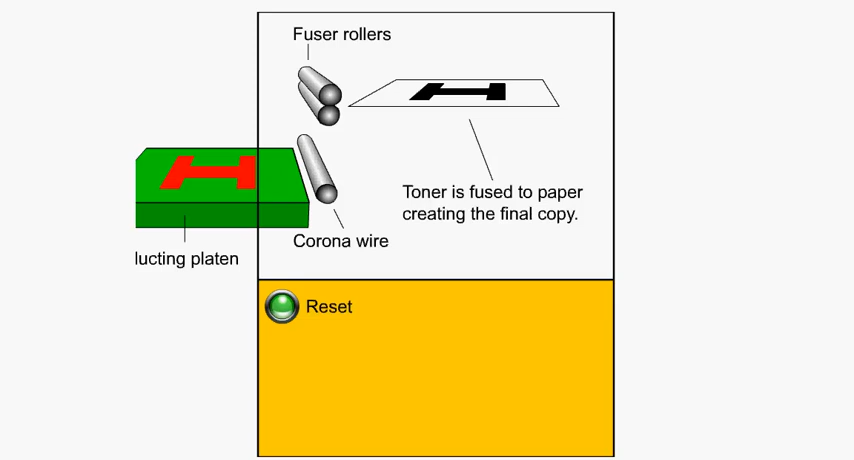 Fuser rollers
Toner is fused to paper
creating the final copy.
Corona wire
lucting platen
Reset